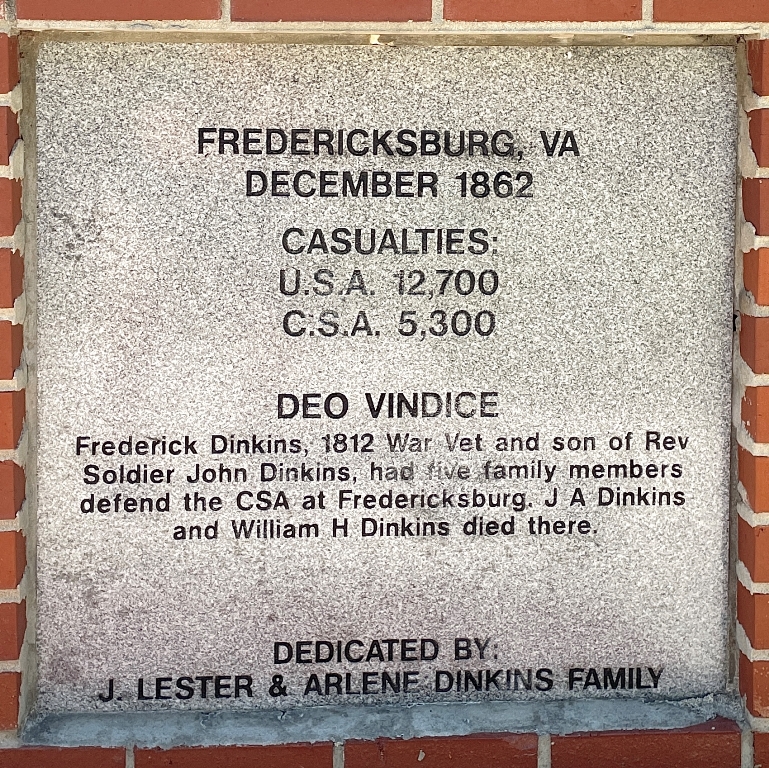 FREDERICKSBURG, VA
DECEMBER 1862
CASUALTIES:
U.S.A. 12,700
C.S.A. 5,300
DEO VINDICE
Frederick Dinkins, 1812 War Vet and son of Rev
Soldier John Dinkins, had five family members
defend the CSA at Fredericksburg. J A Dinkins
and William H Dinkins died there.
DEDICATED BY:
J. LESTER & ARLENE DINKINS FAMILY